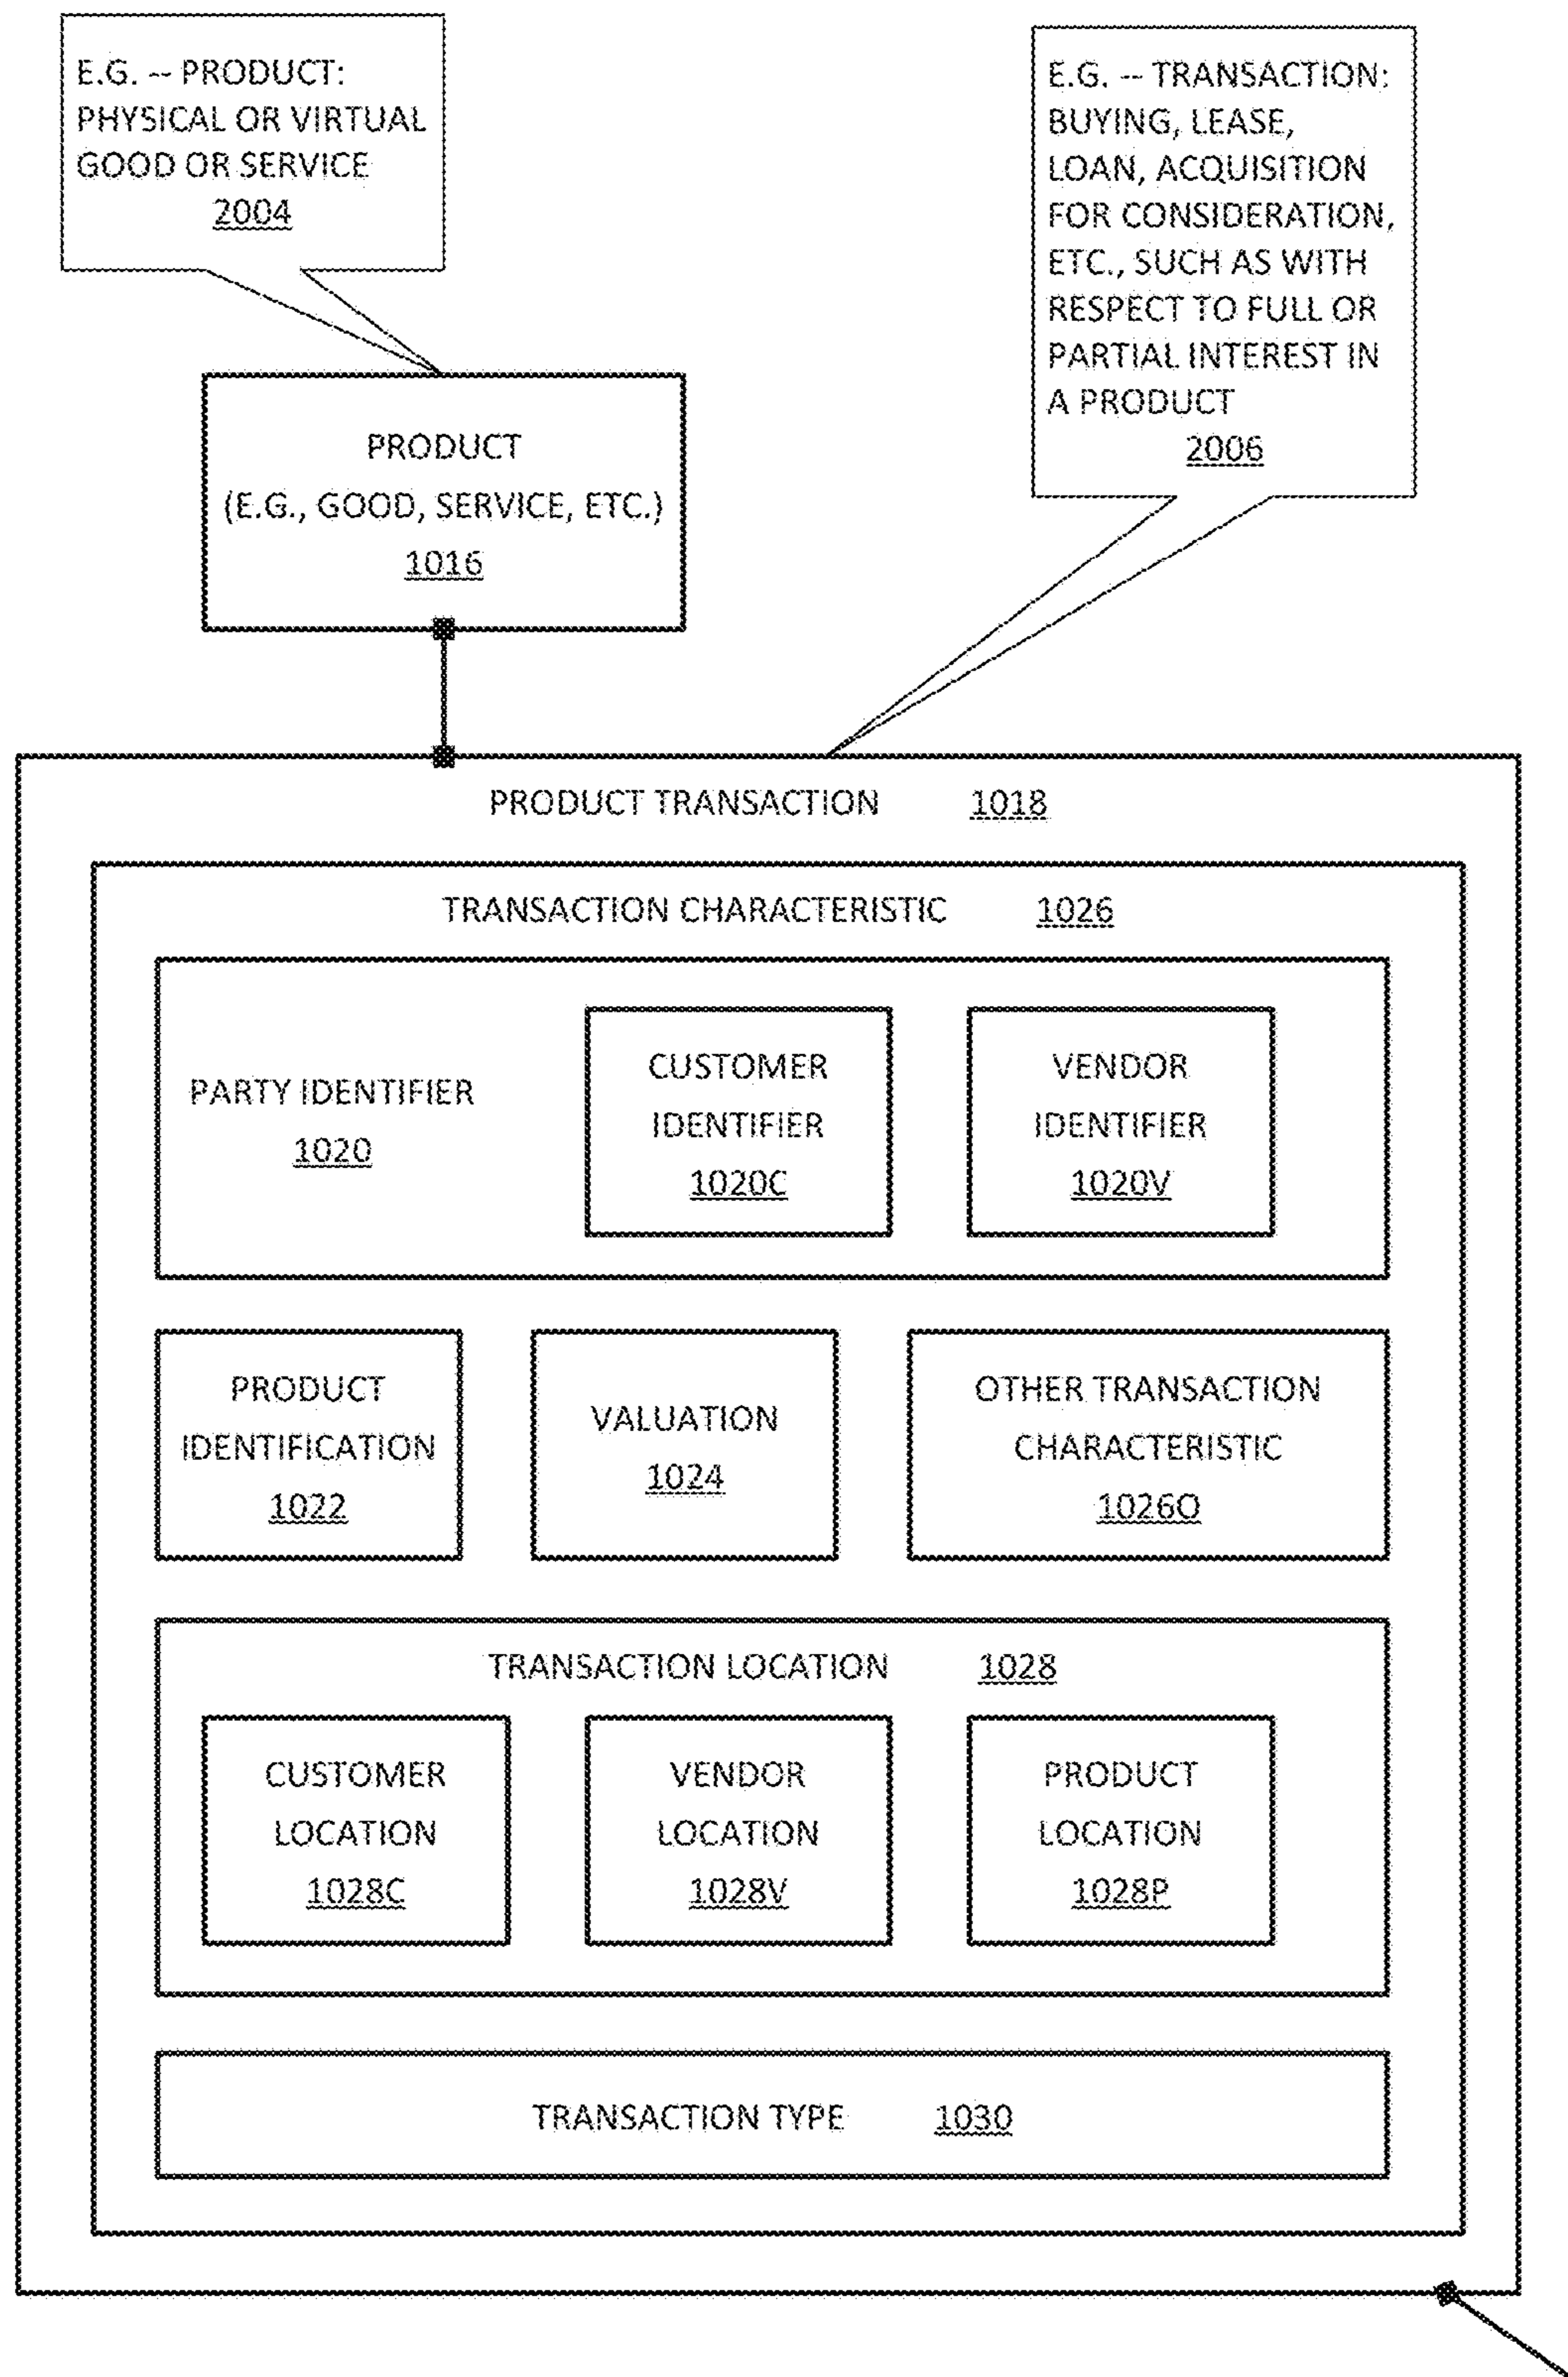 E.G. -- PRODUCT:
PHYSICAL OR VIRTUAL
GOOD OR SERVICE
2004
E.G. -- TRANSACTION:
BUYING, LEASE,
LOAN, ACQUISITION
FOR CONSIDERATION,
ETC., SUCH AS WITH
RESPECT TO FULL OR
PARTIAL INTEREST IN
A PRODUCT
2006
PRODUCT
(E.G., GOOD, SERVICE, ETC.)
1016
PRODUCT TRANSACTION 1018
TRANSACTION CHARACTERISTIC 1026
PARTY IDENTIFIER
1020
CUSTOMER
IDENTIFIER
1020C
VENDOR
IDENTIFIER
1020V
PRODUCT
IDENTIFICATION
1022
VALUATION
1024
OTHER TRANSACTION
CHARACTERISTIC
1026O
TRANSACTION LOCATION 1028
CUSTOMER
LOCATION
1028C
VENDOR
LOCATION
1028V
PRODUCT
LOCATION
1028P
TRANSACTION TYPE 1030